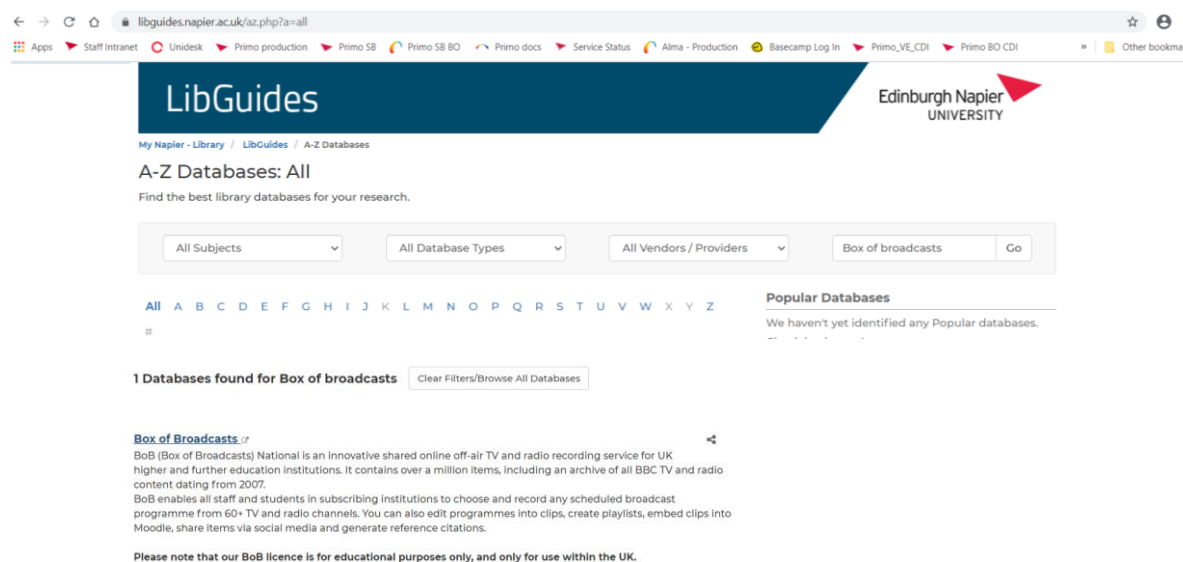 libguides.napier.ac.uk/az.php?a=all
Apps Staff Intranet Unidesk Primo production Primo SB Primo SB BO Primo docs Service Status Alma - Production Basecamp Log In Primo_VE_CDI Primo BO CDI » Other bookma
LibGuides
Edinburgh Napier
UNIVERSITY
My Napier - Library / LibGuides / A-Z Databases
A-Z Databases: All
Find the best library databases for your research.
All Subjects All Database Types All Vendors / Providers Box of broadcasts Go
All A B C D E F G H I J K L M N O P Q R S T U V W X Y Z
#
Popular Databases
We haven't yet identified any Popular databases.
1 Databases found for Box of broadcasts Clear Filters/Browse All Databases
Box of Broadcasts
BoB (Box of Broadcasts) National is an innovative shared online off-air TV and radio recording service for UK
higher and further education institutions. It contains over a million items, including an archive of all BBC TV and radio
content dating from 2007.
BoB enables all staff and students in subscribing institutions to choose and record any scheduled broadcast
programme from 60+ TV and radio channels. You can also edit programmes into clips, create playlists, embed clips into
Moodle, share items via social media and generate reference citations.
Please note that our BoB licence is for educational purposes only, and only for use within the UK.